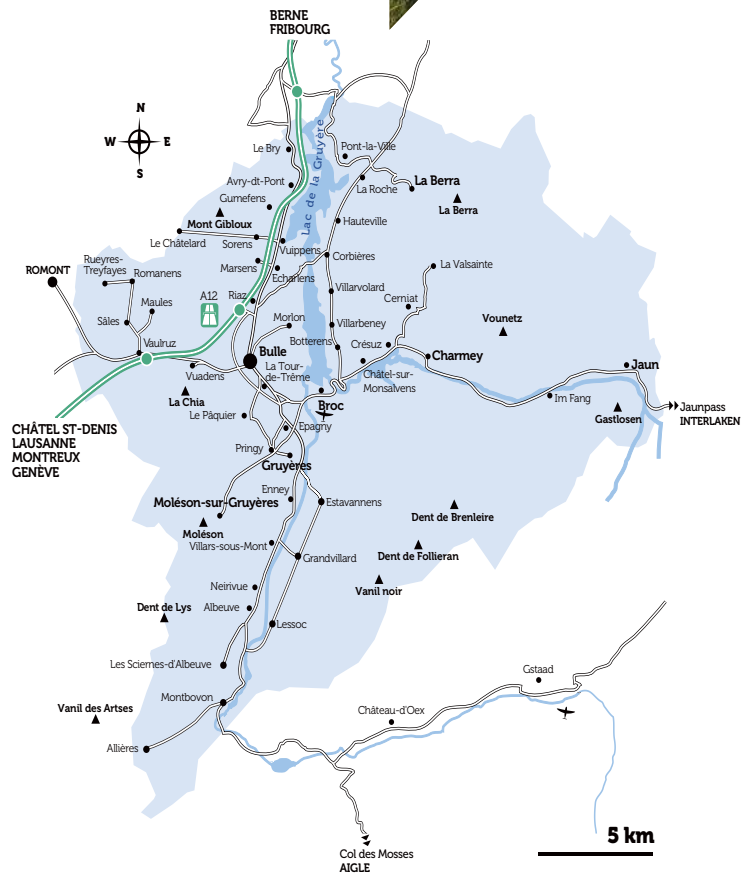 BERNE
FRIBOURG
N
W
E
S
Le Bry
Pont-la-Ville
Lac de la Gruyère
Avry-dt-Pont
La Roche
La Berra
Gumefens
La Berra
Mont Gibloux
Hauteville
Le Châtelard
Sorens
Vuippens
Corbières
Rueyres-
Treyfayes
Romanens
Marsens
Echarlens
La Valsainte
ROMONT
A12
Riaz
Villarvolard
Maules
Cerniat
Sâles
Morlon
Villarbeney
Vounetz
Vaulruz
Botterens
Crésuz
Bulle
Charmey
Vuadens
La Tour-
de-Trême
Châtel-sur-
Monsalvens
Jaun
La Chia
Im Fang
Le Pâquier
Broc
Gastlosen
Jaunpass
INTERLAKEN
CHÂTEL ST-DENIS
LAUSANNE
MONTREUX
GENÈVE
Epagny
Pringy
Gruyères
Enney
Moléson-sur-Gruyères
Estavannens
Dent de Brenleire
Moléson
Villars-sous-Mont
Dent de Follieran
Grandvillard
Vanil noir
Neirivue
Dent de Lys
Albeuve
Lessoc
Les Sciernes-d'Albeuve
Gstaad
Montbovon
Vanil des Artses
Château-d'Oex
Allières
5 km
Col des Mosses
AIGLE